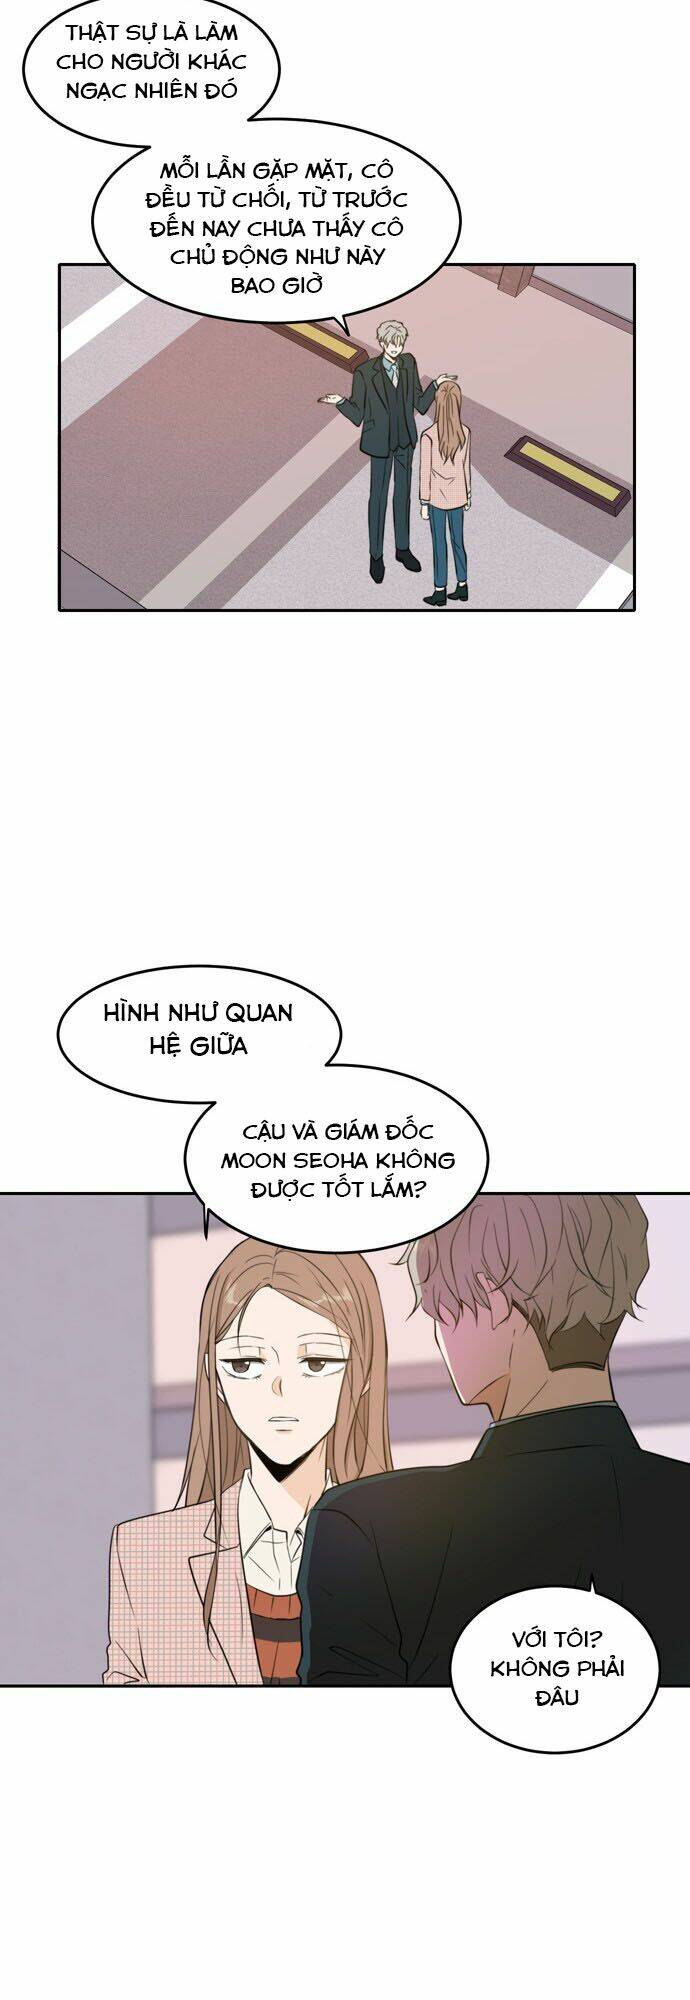 THẬT SỰ LÀ LÀM
CHO NGƯỜI KHÁC
NGẠC NHIÊN ĐÓ
MỖI LẦN GẶP MẶT, CÔ
ĐỀU TỪ CHỐI, TỪ TRƯỚC
ĐẾN NAY CHƯA THẤY CÔ
CHỦ ĐỘNG NHƯ NÀY
BAO GIỜ
HÌNH NHƯ QUAN
HỆ GIỮA
CẬU VÀ GIÁM ĐỐC
MOON SEOHA KHÔNG
ĐƯỢC TỐT LẮM?
VỚI TÔI?
KHÔNG PHẢI
ĐÂU